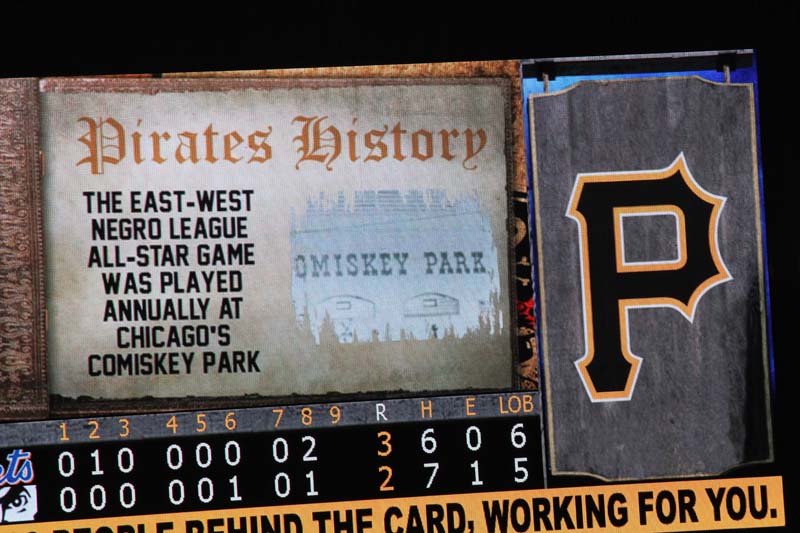 Pirates History
THE EAST-WEST
NEGRO LEAGUE
ALL-STAR GAME
WAS PLAYED
ANNUALLY AT
CHICAGO'S
COMISKEY PARK
OMISKEY PARK
P
1 2 3 4 5 6 7 8 9 R H E LOB
ets 0 1 0 0 0 0 0 2 3 6 0 6
0 0 0 0 0 1 0 1 2 7 1 5
PEOPLE BEHIND THE CARD, WORKING FOR YOU.